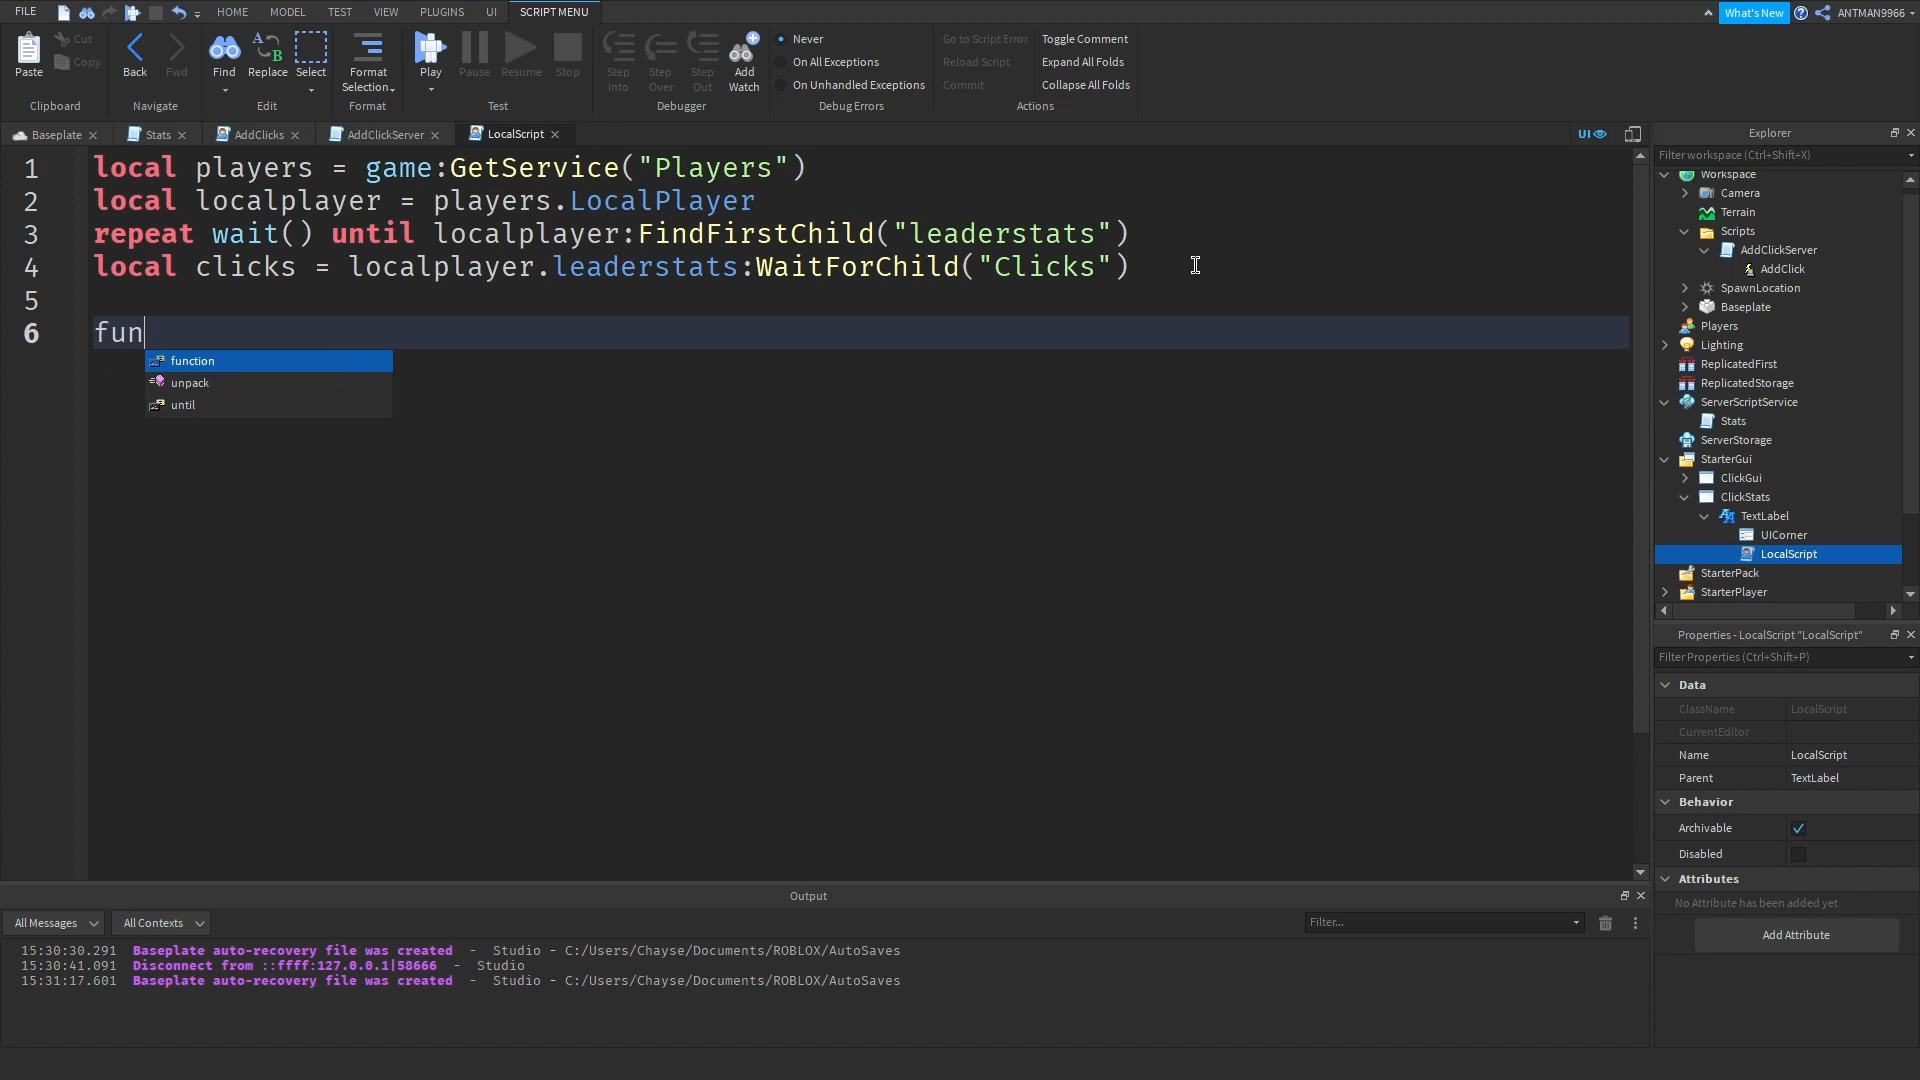 FILE HOME MODEL TEST VIEW PLUGINS UI SCRIPT MENU What's New ANTMAN9966
Paste Cut Copy Clipboard
Back Fwd Navigate
Find Replace Select Edit
Format Selection Format
Play Pause Resume Stop Test
Step Into Step Over Step Out Add Watch Debugger
Never
On All Exceptions
On Unhandled Exceptions
Debug Errors
Go to Script Error Toggle Comment
Reload Script Expand All Folds
Commit Collapse All Folds
Actions
Baseplate Stats AddClicks AddClickServer LocalScript UI
1 local players = game:GetService("Players")
2 local localplayer = players.LocalPlayer
3 repeat wait() until localplayer:FindFirstChild("leaderstats")
4 local clicks = localplayer.leaderstats:WaitForChild("Clicks")
5
6 fun
function
unpack
until
Explorer
Filter workspace (Ctrl+Shift+X)
Workspace
Camera
Terrain
Scripts
AddClickServer
AddClick
SpawnLocation
Baseplate
Players
Lighting
ReplicatedFirst
ReplicatedStorage
ServerScriptService
Stats
ServerStorage
StarterGui
ClickGui
ClickStats
TextLabel
UICorner
LocalScript
StarterPack
StarterPlayer
Properties - LocalScript "LocalScript"
Filter Properties (Ctrl+Shift+P)
Data
ClassName LocalScript
CurrentEditor
Name LocalScript
Parent TextLabel
Behavior
Archivable
Disabled
Attributes
No Attribute has been added yet
Add Attribute
Output
All Messages All Contexts Filter...
15:30:30.291 Baseplate auto-recovery file was created - Studio - C:/Users/Chayse/Documents/ROBLOX/AutoSaves
15:30:41.091 Disconnect from ::ffff:127.0.0.1|58666 - Studio
15:31:17.601 Baseplate auto-recovery file was created - Studio - C:/Users/Chayse/Documents/ROBLOX/AutoSaves